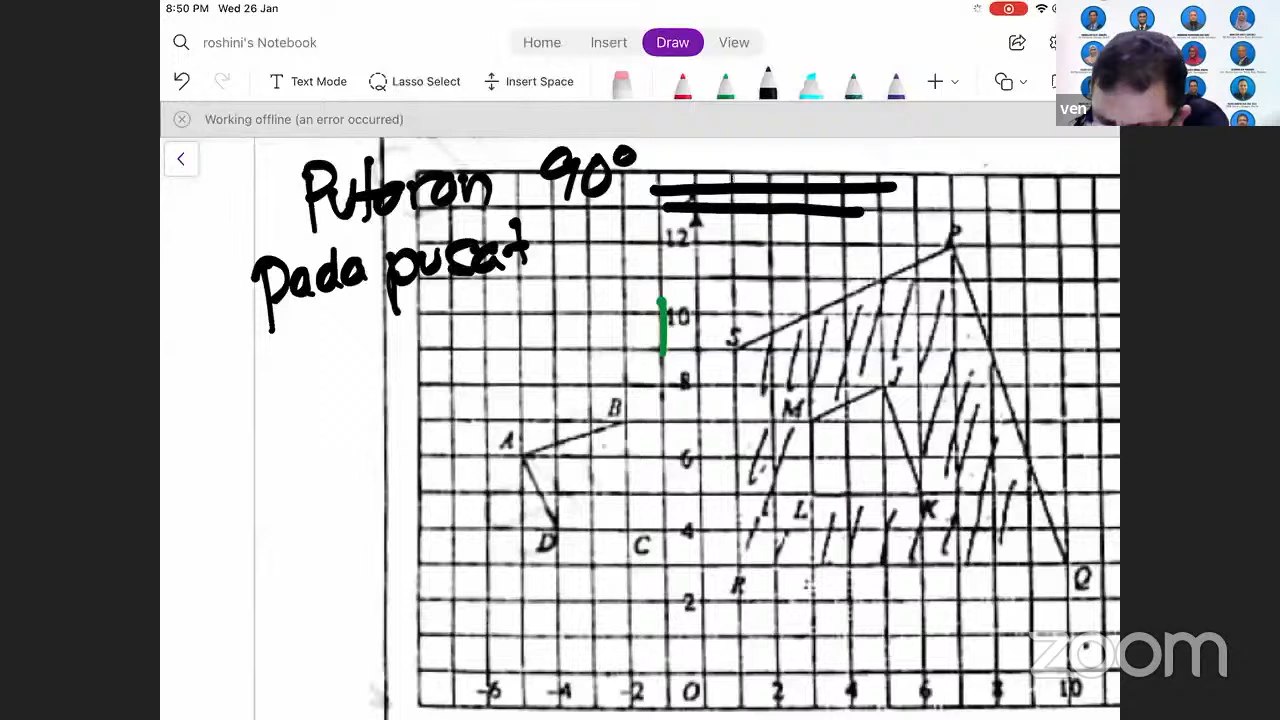 8:50 PM Wed 26 Jan
roshini's Notebook
Home Insert Draw View
Text Mode Lasso Select Insert Space
Working offline (an error occurred)
ven
Putaran 90°
pada pusat
12
P
10
S
8
J
B
M
A
6
L
K
4
D
C
R
Q
2
-6 -4 -2 O 2 4 6 8 10
zoom